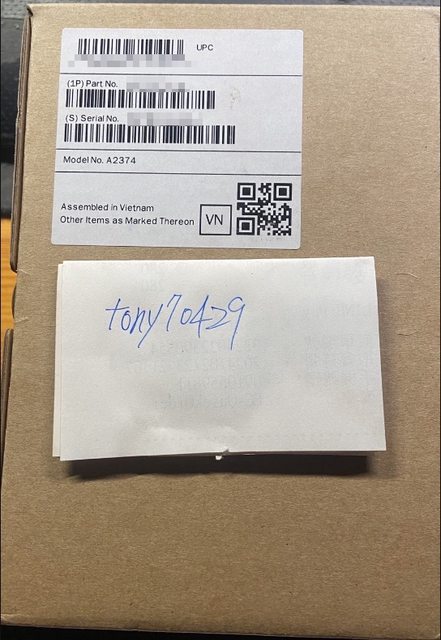 UPC
(1P) Part No.
(S) Serial No.
Model No. A2374
Assembled in Vietnam
Other Items as Marked Thereon
VN
tony70429